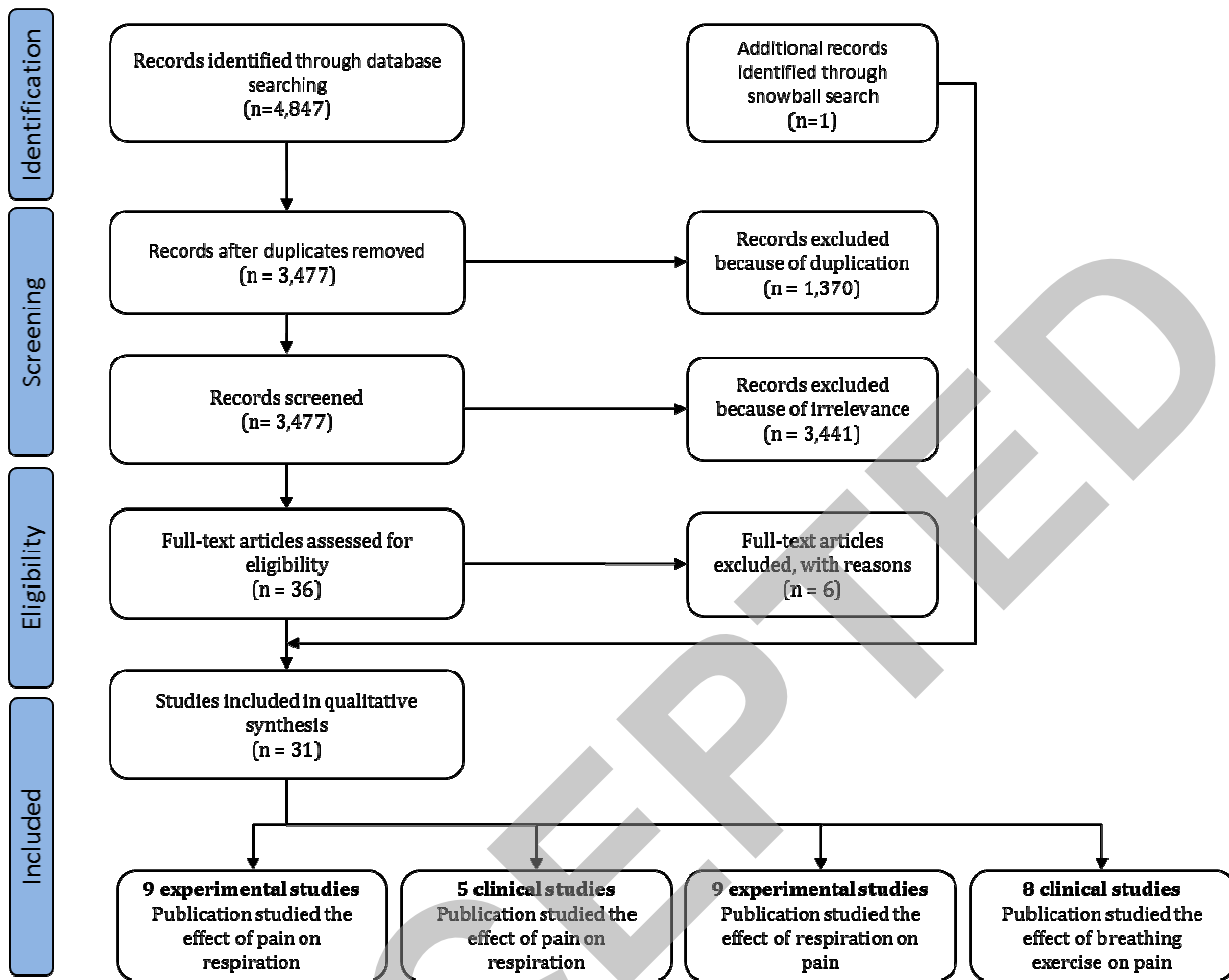 Identification
Records identified through database
searching
(n=4,847)
Additional records
identified through
snowball search
(n=1)
Screening
Records after duplicates removed
(n = 3,477)
Records excluded
because of duplication
(n = 1,370)
Records screened
(n= 3,477)
Records excluded
because of irrelevance
(n = 3,441)
Eligibility
Full-text articles assessed for
eligibility
(n = 36)
Full-text articles
excluded, with reasons
(n = 6)
Included
Studies included in qualitative
synthesis
(n = 31)
9 experimental studies
Publication studied the
effect of pain on
respiration
5 clinical studies
Publication studied the
effect of pain on
respiration
9 experimental studies
Publication studied the
effect of respiration on
pain
8 clinical studies
Publication studied the
effect of breathing
exercise on pain
CEPTED